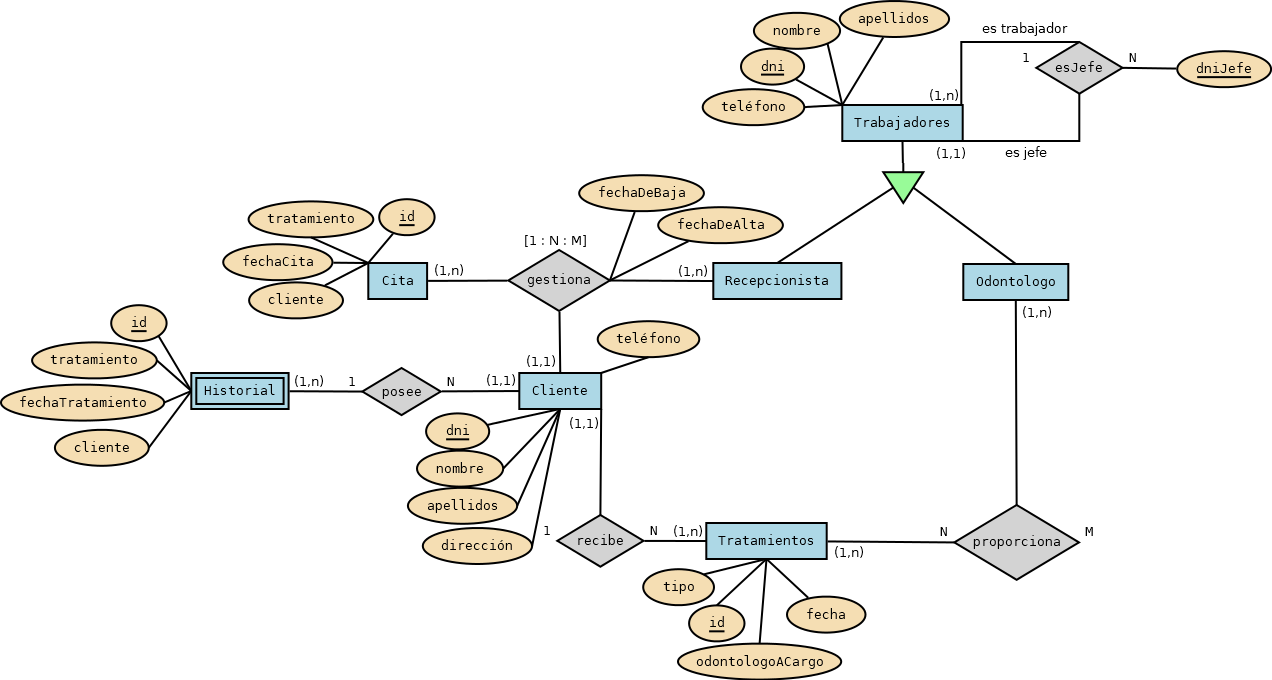 apellidos
nombre
es trabajador
dni
1
esJefe
N
dniJefe
teléfono
(1,n)
Trabajadores
(1,1)
es jefe
fechaDeBaja
tratamiento
id
fechaDeAlta
[1 : N : M]
fechaCita
Cita
(1,n)
gestiona
(1,n)
Recepcionista
Odontologo
cliente
(1,n)
id
teléfono
tratamiento
(1,1)
Historial
(1,n)
1
posee
N
(1,1)
Cliente
fechaTratamiento
(1,1)
dni
cliente
nombre
apellidos
dirección
1
recibe
N
(1,n)
Tratamientos
(1,n)
N
proporciona
M
tipo
id
fecha
odontologoACargo